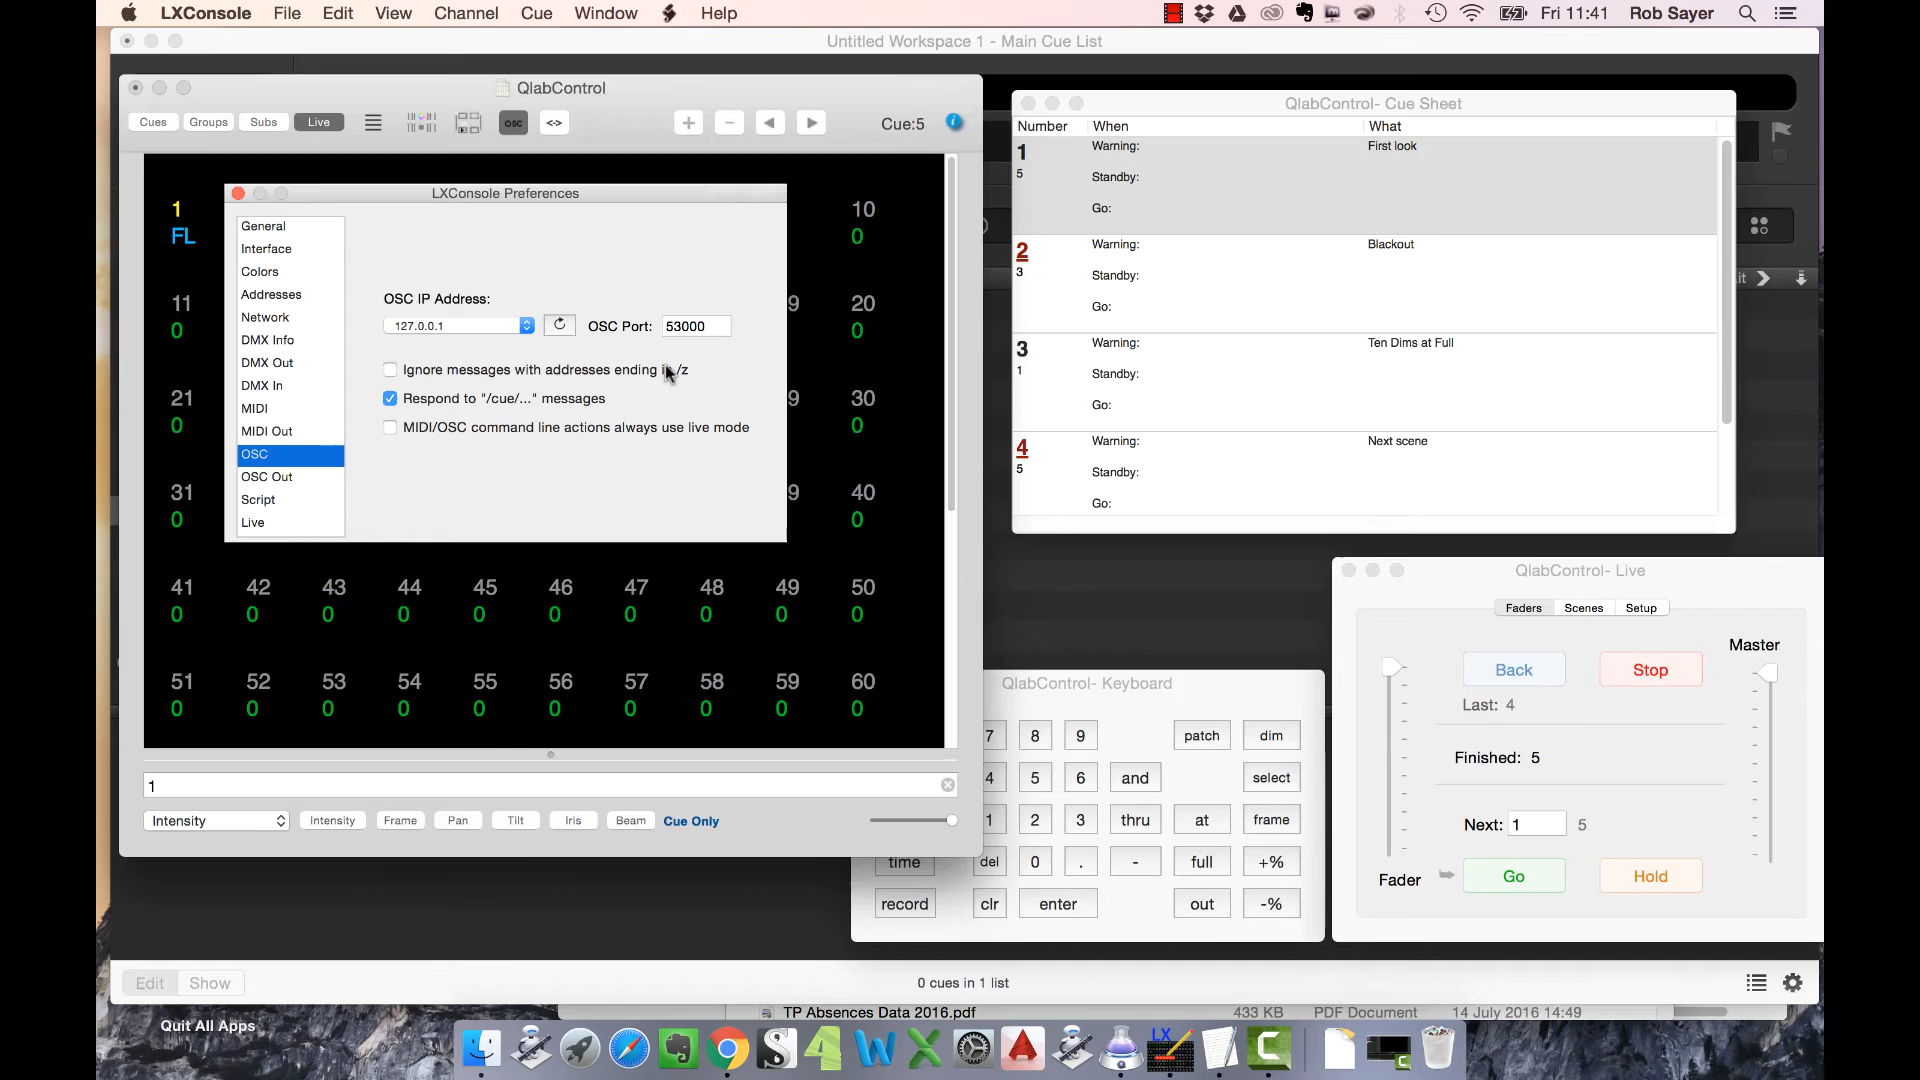 LXConsole File Edit View Channel Cue Window Help Fri 11:41 Rob Sayer
Untitled Workspace 1 - Main Cue List
QlabControl
Cues Groups Subs Live OSC <-> + − Cue:5
1 10
FL 0
11 9 20
0 0
21 9 30
0 0
31 9 40
0 0
41 42 43 44 45 46 47 48 49 50
0 0 0 0 0 0 0 0 0 0
51 52 53 54 55 56 57 58 59 60
0 0 0 0 0 0 0 0 0 0
1
Intensity Intensity Frame Pan Tilt Iris Beam Cue Only
LXConsole Preferences
General
Interface
Colors
Addresses
Network
DMX Info
DMX Out
DMX In
MIDI
MIDI Out
OSC
OSC Out
Script
Live
OSC IP Address:
127.0.0.1 OSC Port: 53000
Ignore messages with addresses ending in /z
Respond to "/cue/..." messages
MIDI/OSC command line actions always use live mode
QlabControl- Cue Sheet
Number When What
1 Warning: First look
5 Standby:
Go:
2 Warning: Blackout
3 Standby:
Go:
3 Warning: Ten Dims at Full
1 Standby:
Go:
4 Warning: Next scene
5 Standby:
Go:
it
QlabControl- Keyboard
7 8 9 patch dim
4 5 6 and select
1 2 3 thru at frame
time del 0 . - full +%
record clr enter out -%
QlabControl- Live
Faders Scenes Setup
Master
Back Stop
Last: 4
Finished: 5
Next: 1 5
Fader Go Hold
Edit Show 0 cues in 1 list
TP Absences Data 2016.pdf 433 KB PDF Document 14 July 2016 14:49
Quit All Apps
LX